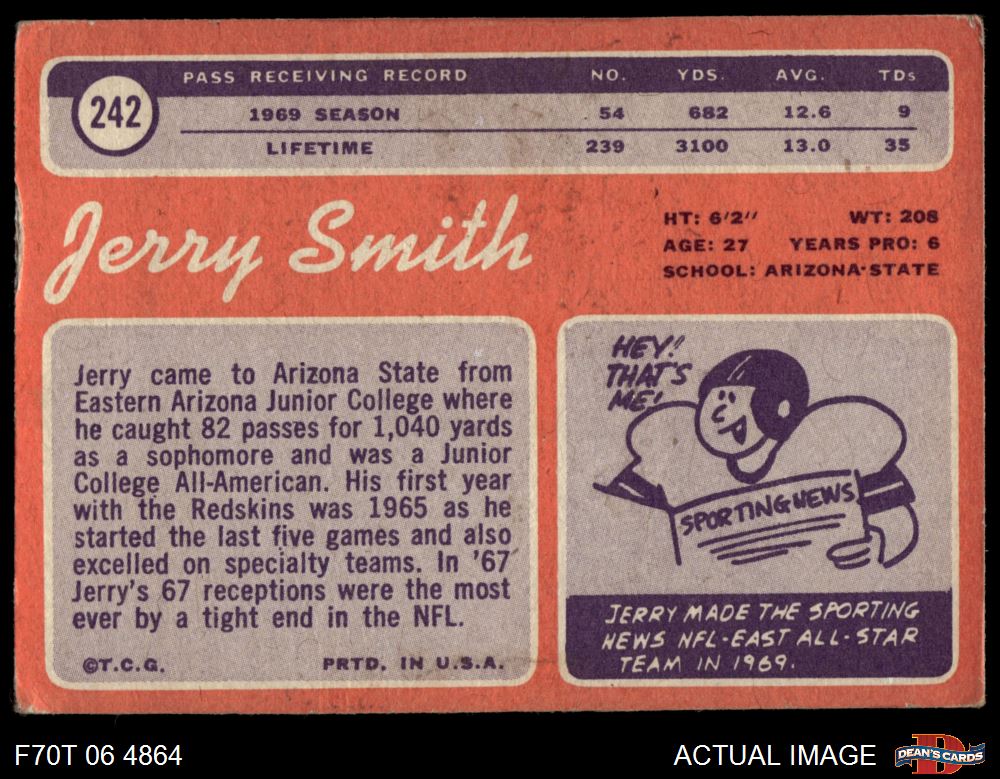 PASS RECEIVING RECORD NO. YDS. AVG. TDs
242
1969 SEASON 54 682 12.6 9
LIFETIME 239 3100 13.0 35
Jerry Smith
HT: 6'2'' WT: 208
AGE: 27 YEARS PRO: 6
SCHOOL: ARIZONA-STATE
Jerry came to Arizona State from
Eastern Arizona Junior College where
he caught 82 passes for 1,040 yards
as a sophomore and was a Junior
College All-American. His first year
with the Redskins was 1965 as he
started the last five games and also
excelled on specialty teams. In '67
Jerry's 67 receptions were the most
ever by a tight end in the NFL.
©T.C.G. PRTD. IN U.S.A.
HEY!
THAT'S
ME!
SPORTING NEWS
JERRY MADE THE SPORTING
NEWS NFL-EAST ALL-STAR
TEAM IN 1969.
F70T 06 4864
ACTUAL IMAGE
D
DEAN'S CARDS